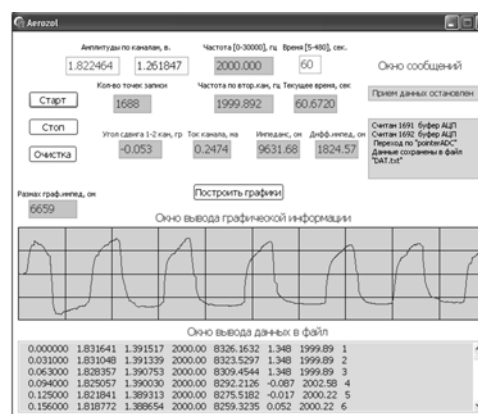 Aerozol
Амплитуды по каналам, в. Частота [0-30000], гц Время [5-480], сек.
1.822464 1.261847 2000.000 60 Окно сообщений
Кол-во точек записи Частота по втор.кан, гц Текущее время, сек
Старт 1688 1999.892 60.6720 Прием данных остановлен
Стоп Угол сдвига 1-2 кан, гр Ток канала, ма Импеданс, ом Дифф.импед, ом
Очистка -0.053 0.2474 9631.68 1824.57
Считан 1691 буфер АЦП
Считан 1692 буфер АЦП
Переход по "pointerADC"
Данные сохранены в файл
"DAT.txt"
Размах граф.импед, ом
6659 Построить графики
Окно вывода графической информации
Окно вывода данных в файл
0.000000 1.831641 1.391517 2000.00 8326.1632 1.348 1999.89 1
0.031000 1.831048 1.391339 2000.00 8323.5297 1.348 1999.89 2
0.063000 1.828357 1.390753 2000.00 8309.4544 1.348 1999.89 3
0.094000 1.825057 1.390030 2000.00 8292.2126 -0.087 2002.58 4
0.125000 1.821841 1.389313 2000.00 8275.5182 -0.017 2000.22 5
0.156000 1.818772 1.388654 2000.00 8259.3235 0.052 2000.22 6